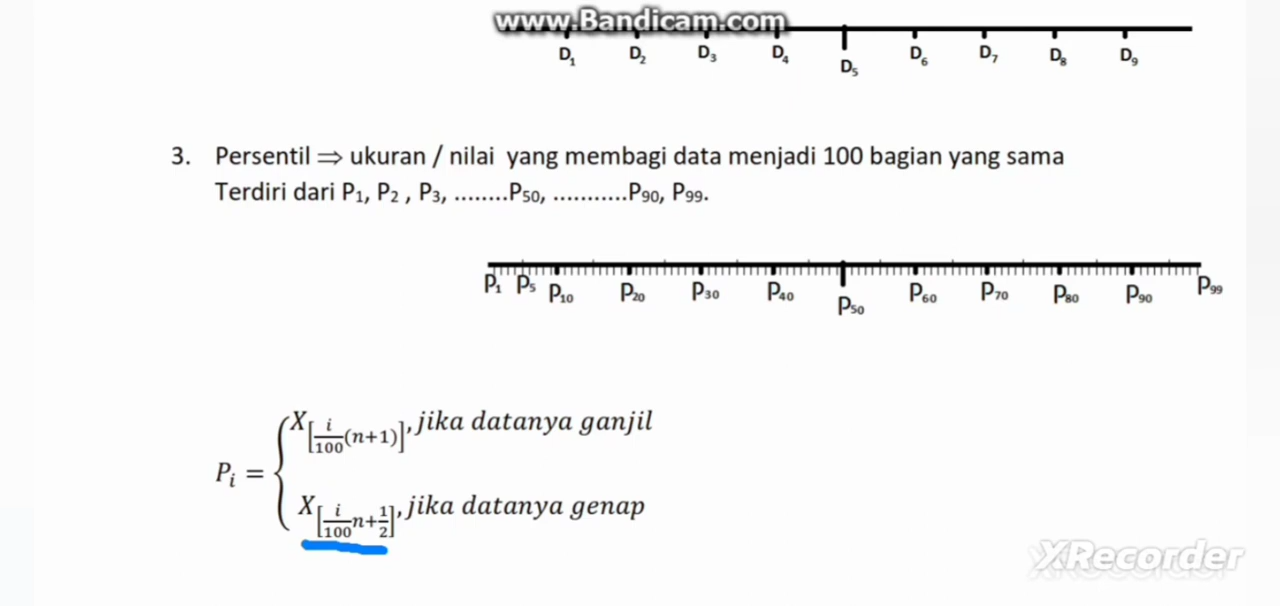 www.Bandicam.com
D₁ D₂ D₃ D₄ D₅ D₆ D₇ D₈ D₉
3. Persentil ⇒ ukuran / nilai yang membagi data menjadi 100 bagian yang sama
Terdiri dari P₁, P₂ , P₃, ........P₅₀, ...........P₉₀, P₉₉.
P₁ P₅ P₁₀ P₂₀ P₃₀ P₄₀ P₅₀ P₆₀ P₇₀ P₈₀ P₉₀ P₉₉
X[i/100(n+1)], jika datanya ganjil
Pᵢ =
X[i/100n+1/2], jika datanya genap
XRecorder